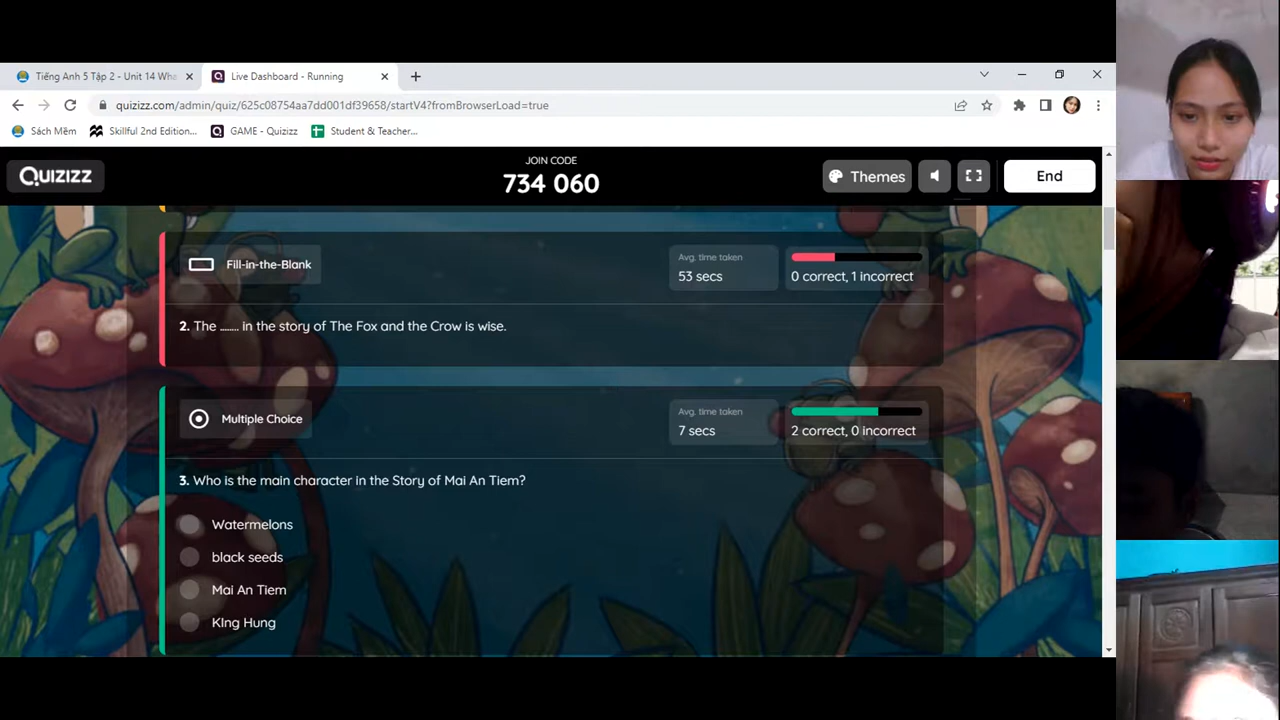 Tiếng Anh 5 Tập 2 - Unit 14 Wha
Live Dashboard - Running
quizizz.com/admin/quiz/625c08754aa7dd001df39658/startV4?fromBrowserLoad=true
Sách Mềm
Skillful 2nd Edition...
GAME - Quizizz
Student & Teacher...
Quizizz
JOIN CODE
734 060
Themes
End
Fill-in-the-Blank
Avg. time taken
53 secs
0 correct, 1 incorrect
2. The ........ in the story of The Fox and the Crow is wise.
Multiple Choice
Avg. time taken
7 secs
2 correct, 0 incorrect
3. Who is the main character in the Story of Mai An Tiem?
Watermelons
black seeds
Mai An Tiem
KIng Hung